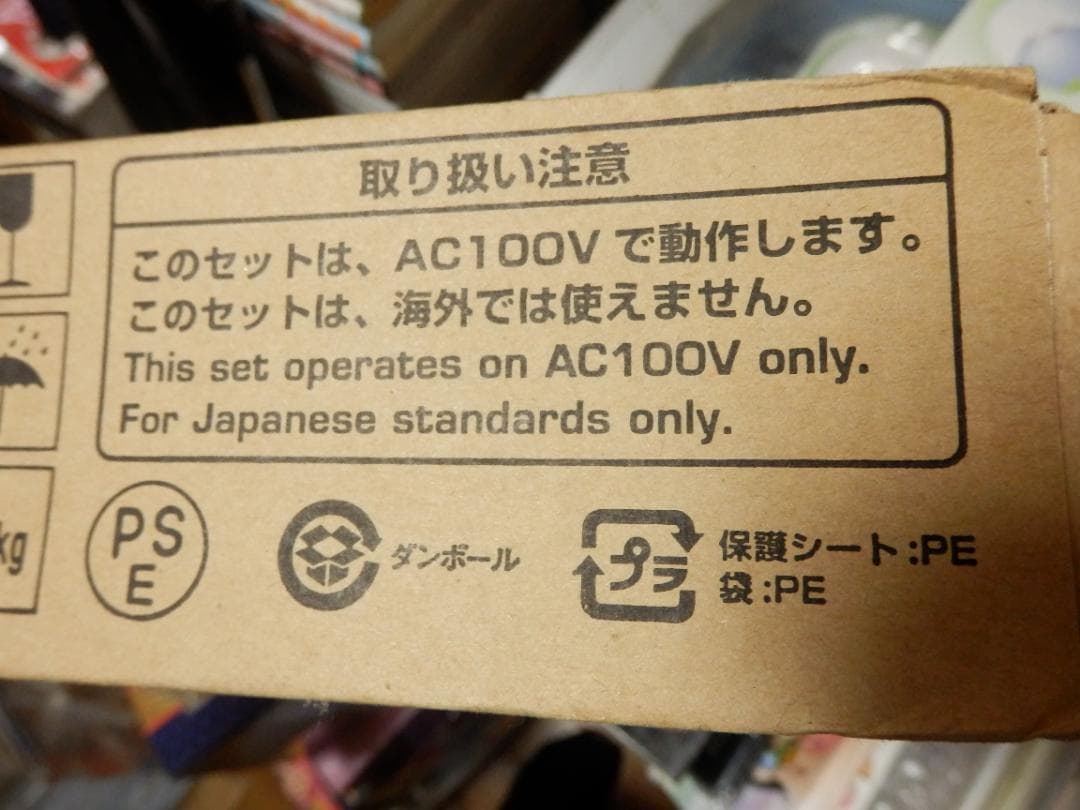 取り扱い注意
このセットは、AC100Vで動作します。
このセットは、海外では使えません。
This set operates on AC100V only.
For Japanese standards only.
kg
PS
E
ダンボール
プラ
保護シート:PE
袋:PE